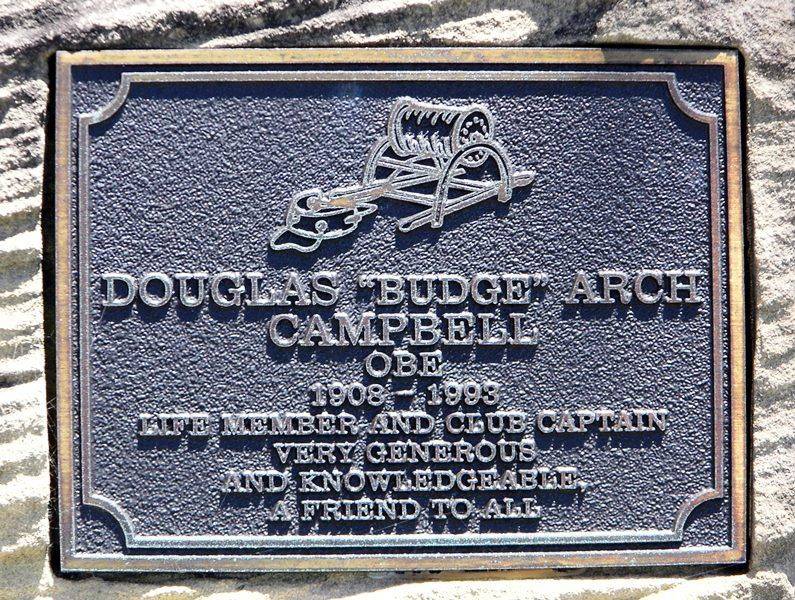 DOUGLAS "BUDGE" ARCH
CAMPBELL
OBE
1908 - 1993
LIFE MEMBER AND CLUB CAPTAIN
VERY GENEROUS
AND KNOWLEDGEABLE,
A FRIEND TO ALL